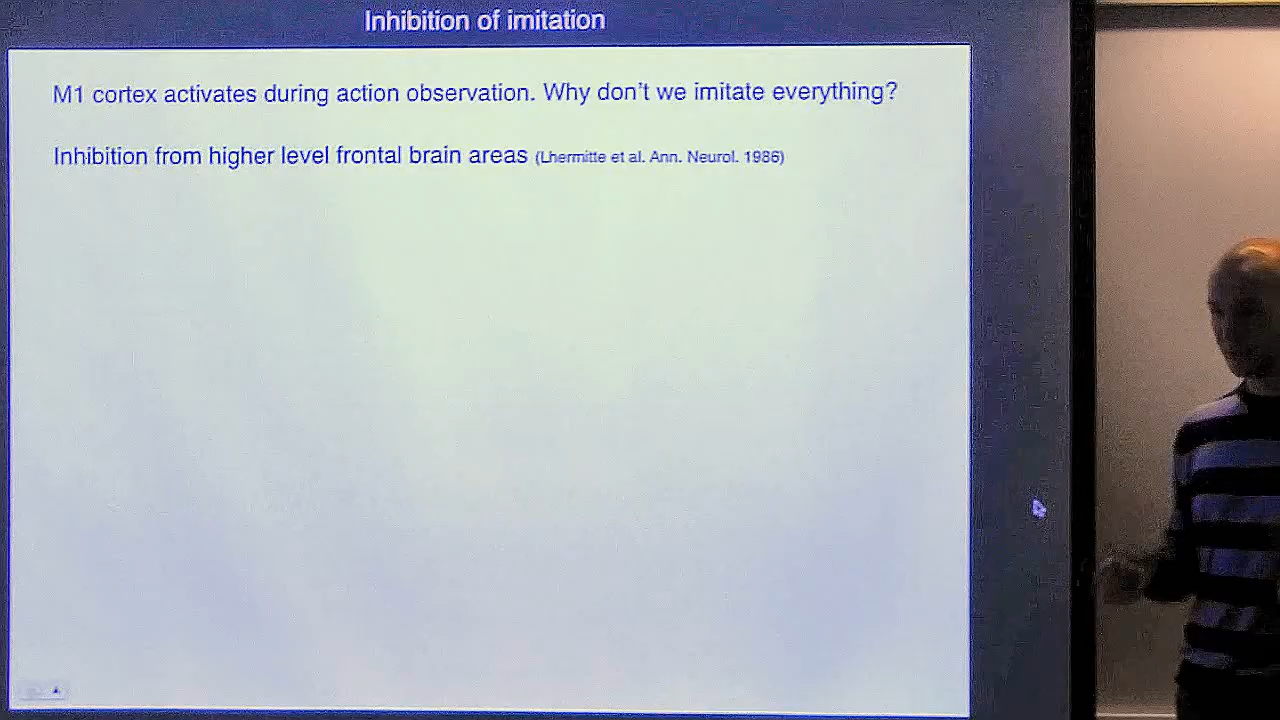 Inhibition of imitation
M1 cortex activates during action observation. Why don't we imitate everything?
Inhibition from higher level frontal brain areas (Lhermitte et al. Ann. Neurol. 1986)